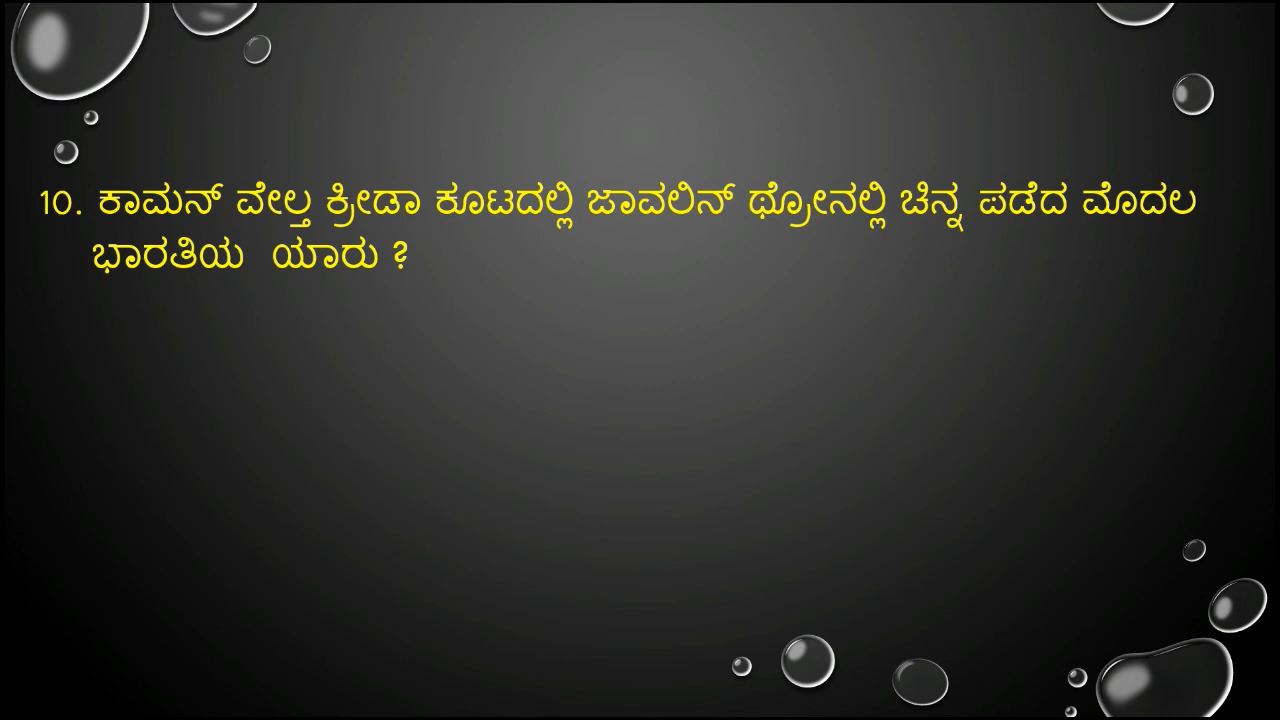 10. ಕಾಮನ್ ವೇಲ್ತ ಕ್ರೀಡಾ ಕೂಟದಲ್ಲಿ ಜಾವಲಿನ್ ಥ್ರೋನಲ್ಲಿ ಚಿನ್ನ ಪಡೆದ ಮೊದಲ
ಭಾರತಿಯ ಯಾರು ?